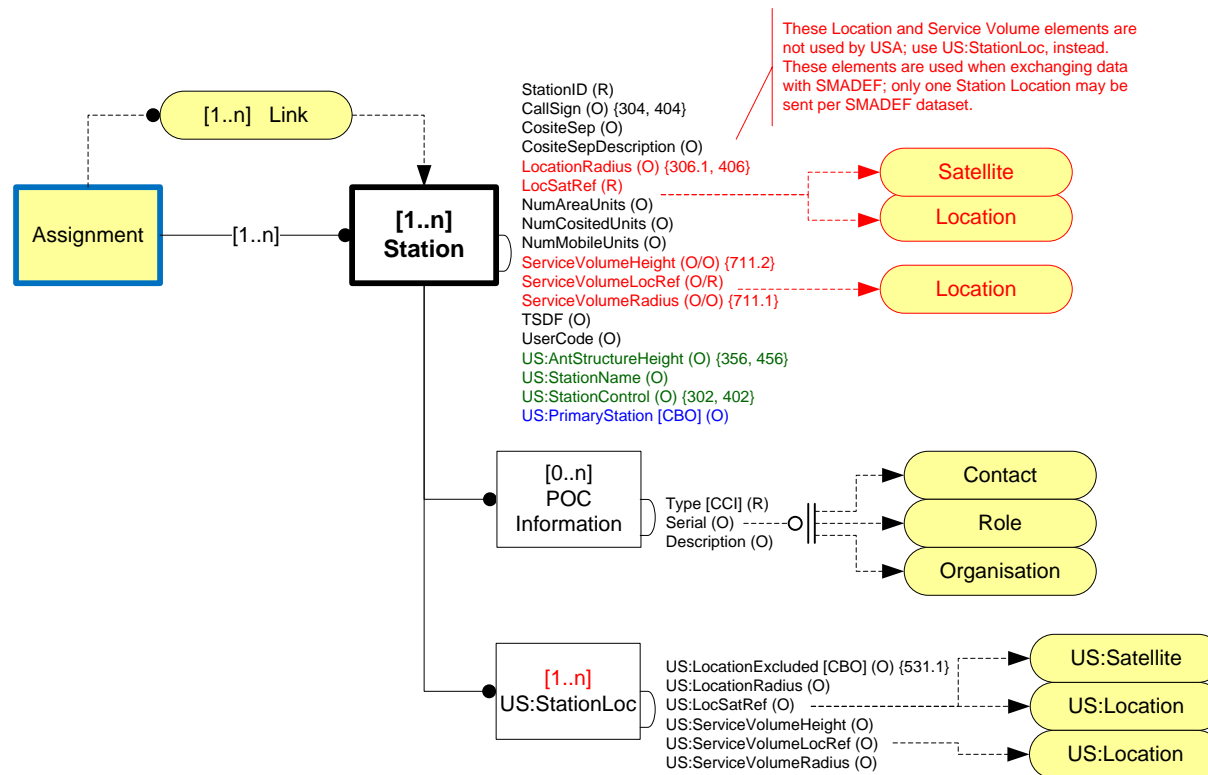 These Location and Service Volume elements are
not used by USA; use US:StationLoc, instead.
These elements are used when exchanging data
with SMADEF; only one Station Location may be
sent per SMADEF dataset.
[1..n] Link
Assignment
[1..n]
[1..n]
Station
StationID (R)
CallSign (O) {304, 404}
CositeSep (O)
CositeSepDescription (O)
LocationRadius (O) {306.1, 406}
LocSatRef (R)
NumAreaUnits (O)
NumCositedUnits (O)
NumMobileUnits (O)
ServiceVolumeHeight (O/O) {711.2}
ServiceVolumeLocRef (O/R)
ServiceVolumeRadius (O/O) {711.1}
TSDF (O)
UserCode (O)
US:AntStructureHeight (O) {356, 456}
US:StationName (O)
US:StationControl (O) {302, 402}
US:PrimaryStation [CBO] (O)
Satellite
Location
Location
[0..n]
POC
Information
Type [CCI] (R)
Serial (O)
Description (O)
Contact
Role
Organisation
[1..n]
US:StationLoc
US:LocationExcluded [CBO] (O) {531.1}
US:LocationRadius (O)
US:LocSatRef (O)
US:ServiceVolumeHeight (O)
US:ServiceVolumeLocRef (O)
US:ServiceVolumeRadius (O)
US:Satellite
US:Location
US:Location